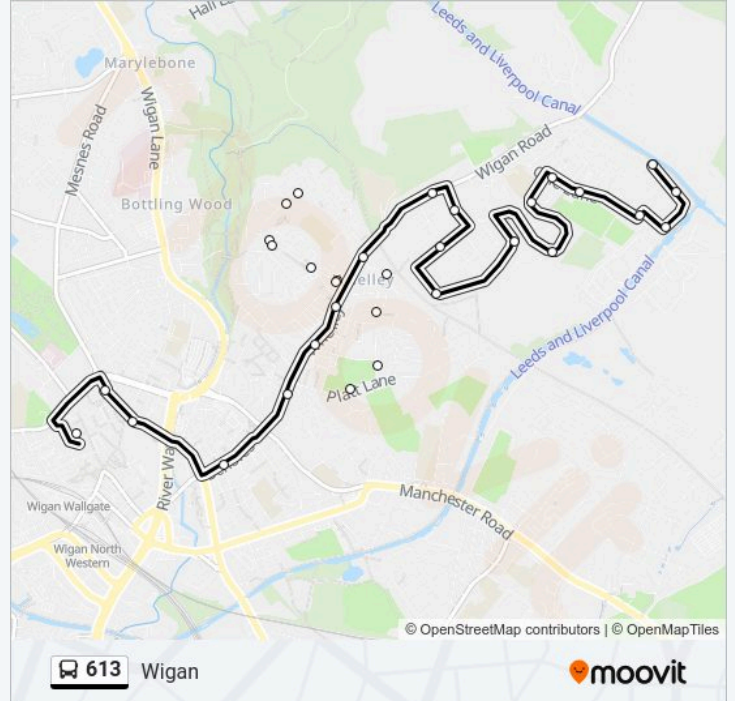 Marylebone
Wigan Lane
Mesnes Road
Bottling Wood
Leeds and Liverpool Canal
Wigan Road
Leeds and Liverpool Canal
Platt Lane
River Wa
Manchester Road
Wigan Wallgate
Wigan North
Western
© OpenStreetMap contributors | © OpenMapTiles
613 Wigan
moovit